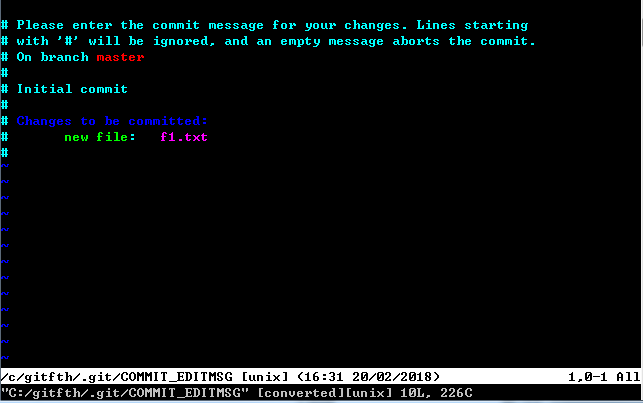 # Please enter the commit message for your changes. Lines starting
# with '#' will be ignored, and an empty message aborts the commit.
# On branch master
#
# Initial commit
#
# Changes to be committed:
#       new file:   f1.txt
#
~
~
~
~
~
~
~
~
~
~
~
~
~
/c/gitfth/.git/COMMIT_EDITMSG [unix] (16:31 20/02/2018) 1,0-1 All
"C:/gitfth/.git/COMMIT_EDITMSG" [converted][unix] 10L, 226C